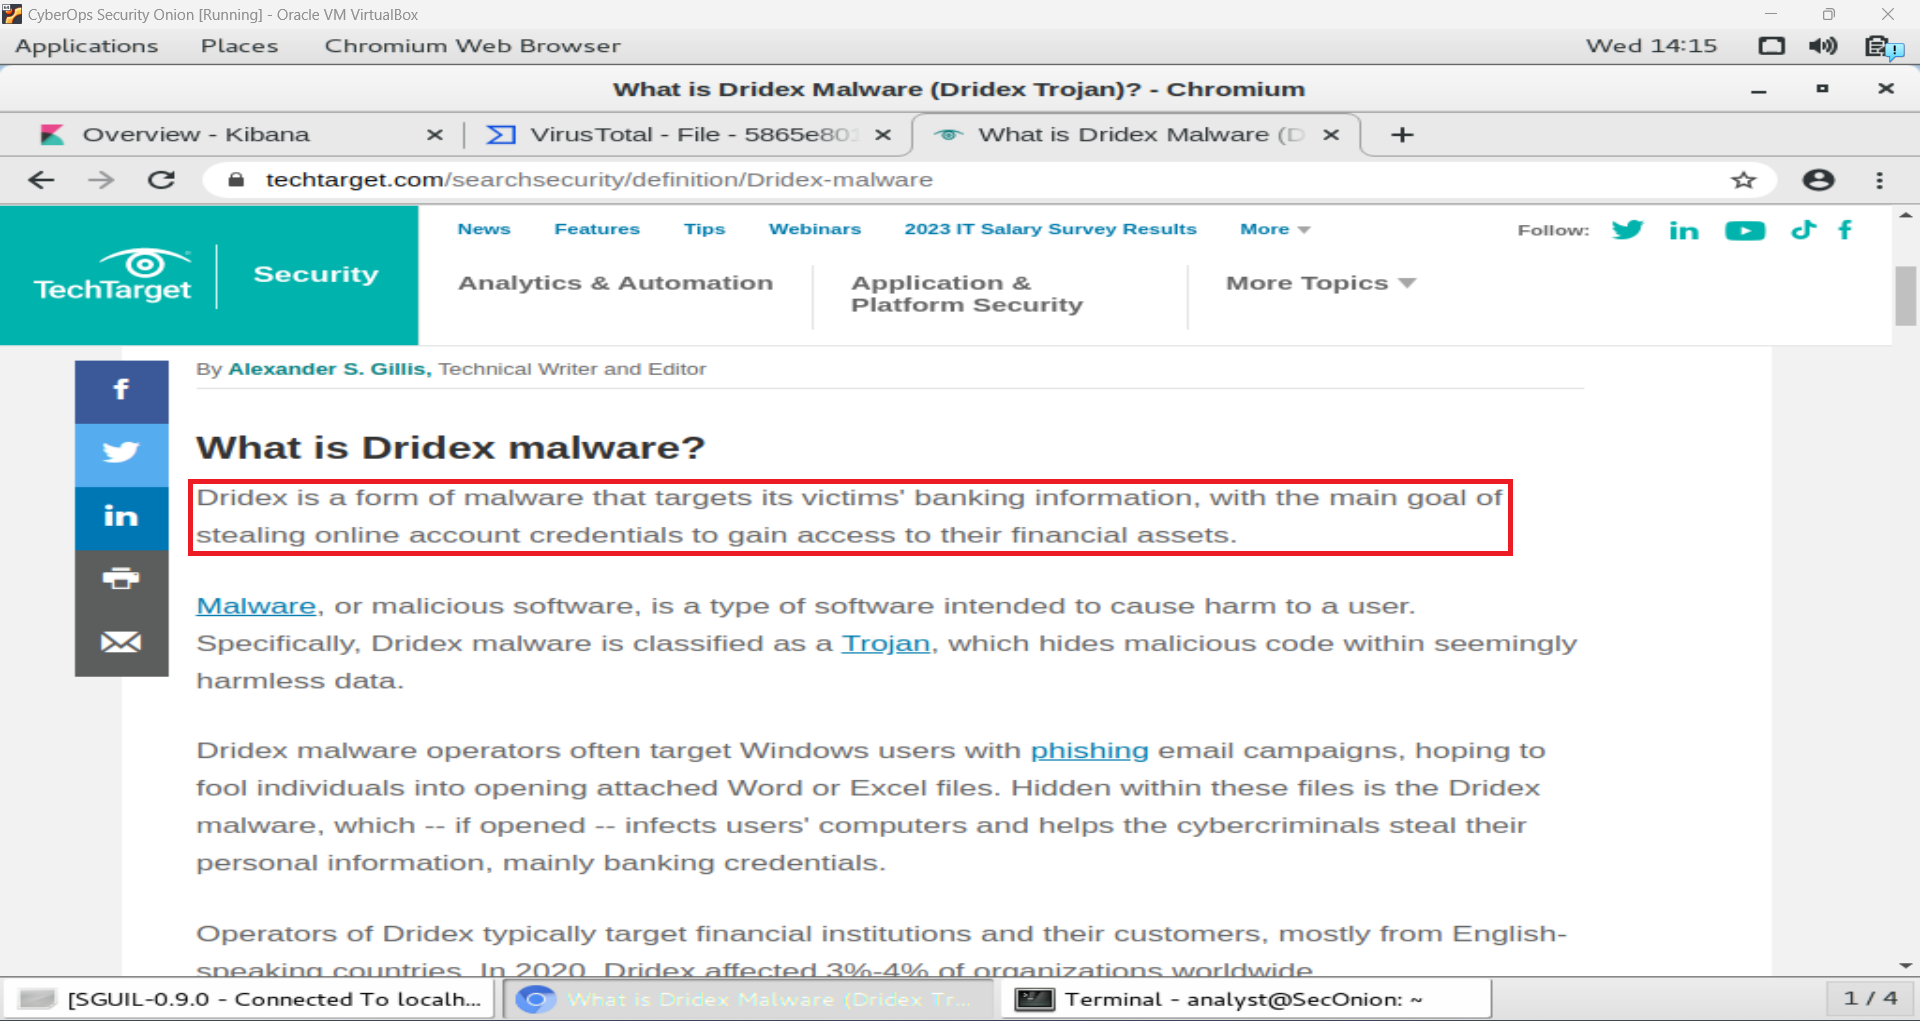 CyberOps Security Onion [Running] - Oracle VM VirtualBox
Applications Places Chromium Web Browser Wed 14:15
What is Dridex Malware (Dridex Trojan)? - Chromium
Overview - Kibana VirusTotal - File - 5865e801 What is Dridex Malware (D
techtarget.com/searchsecurity/definition/Dridex-malware
News Features Tips Webinars 2023 IT Salary Survey Results More Follow:
TechTarget Security
Analytics & Automation Application & Platform Security More Topics
By Alexander S. Gillis, Technical Writer and Editor
What is Dridex malware?
Dridex is a form of malware that targets its victims' banking information, with the main goal of
stealing online account credentials to gain access to their financial assets.
Malware, or malicious software, is a type of software intended to cause harm to a user.
Specifically, Dridex malware is classified as a Trojan, which hides malicious code within seemingly
harmless data.
Dridex malware operators often target Windows users with phishing email campaigns, hoping to
fool individuals into opening attached Word or Excel files. Hidden within these files is the Dridex
malware, which -- if opened -- infects users' computers and helps the cybercriminals steal their
personal information, mainly banking credentials.
Operators of Dridex typically target financial institutions and their customers, mostly from English-
speaking countries. In 2020, Dridex affected 3%-4% of organizations worldwide
[SGUIL-0.9.0 - Connected To localh... What is Dridex Malware (Dridex Tr... Terminal - analyst@SecOnion: ~ 1 / 4